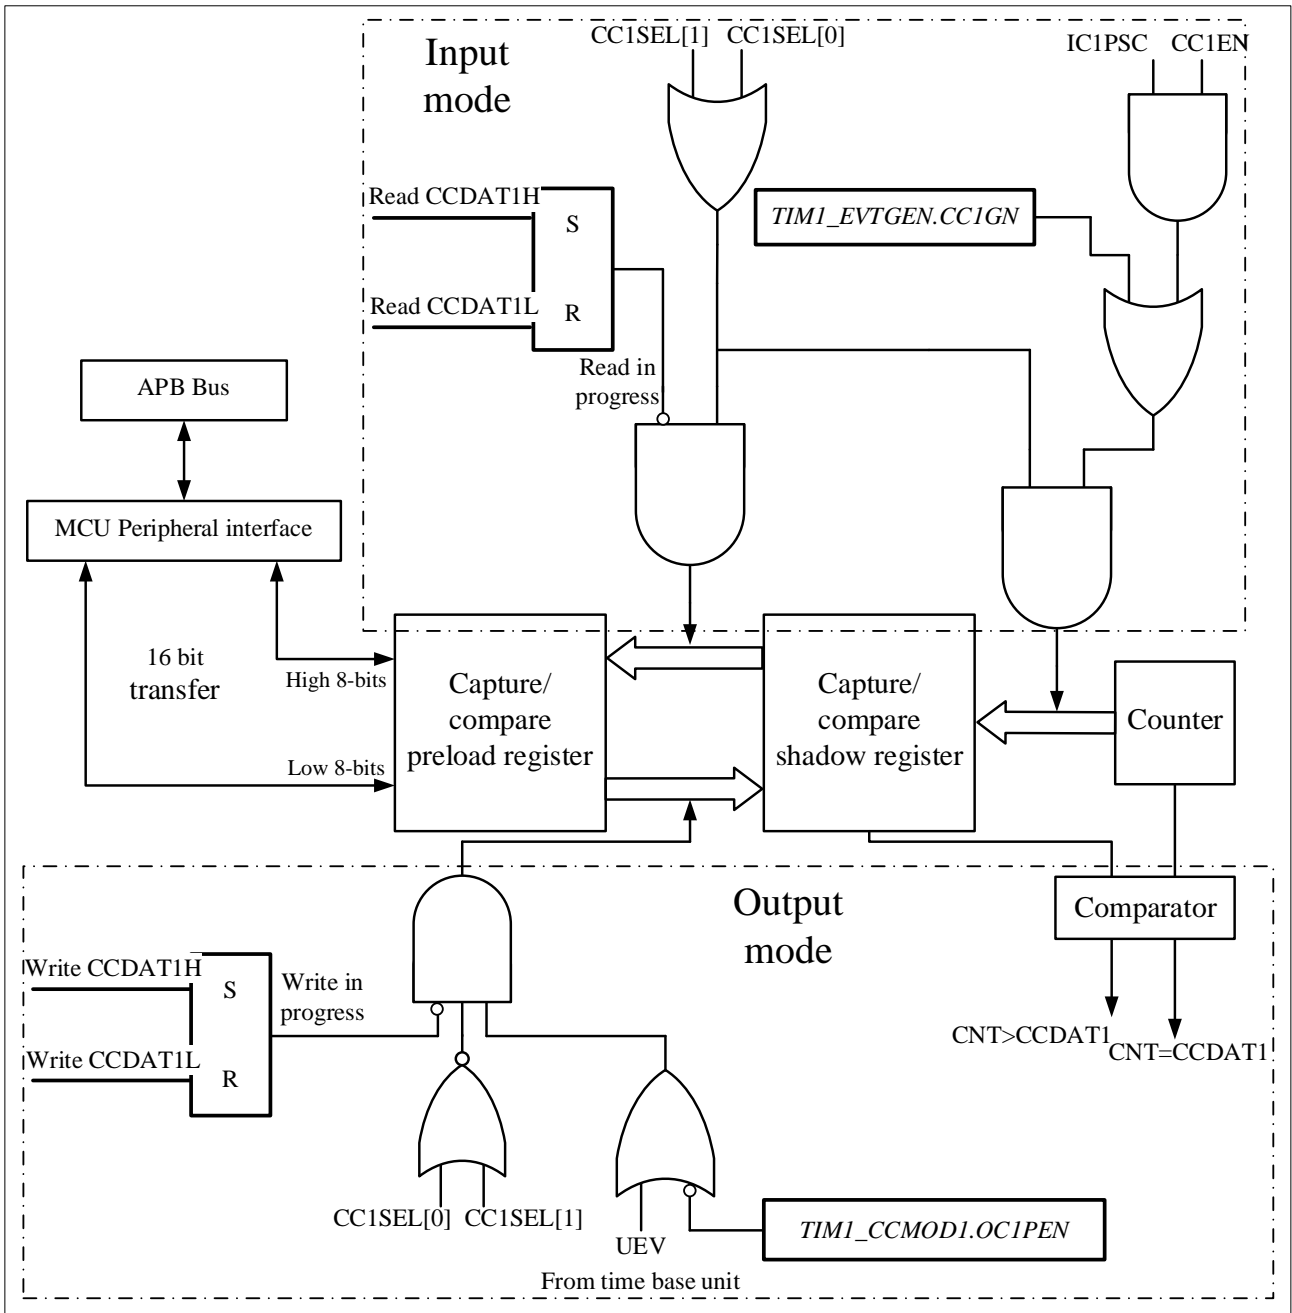 CC1SEL[1] CC1SEL[0]
IC1PSC CC1EN
Input
mode
Read CCDAT1H
S
TIM1_EVTGEN.CC1GN
Read CCDAT1L
R
Read in
progress
APB Bus
MCU Peripheral interface
16 bit
transfer
High 8-bits
Low 8-bits
Capture/
compare
preload register
Capture/
compare
shadow register
Counter
Output
mode
Comparator
Write CCDAT1H
S
Write in
progress
Write CCDAT1L
R
CNT>CCDAT1
CNT=CCDAT1
CC1SEL[0] CC1SEL[1]
UEV
TIM1_CCMOD1.OC1PEN
From time base unit